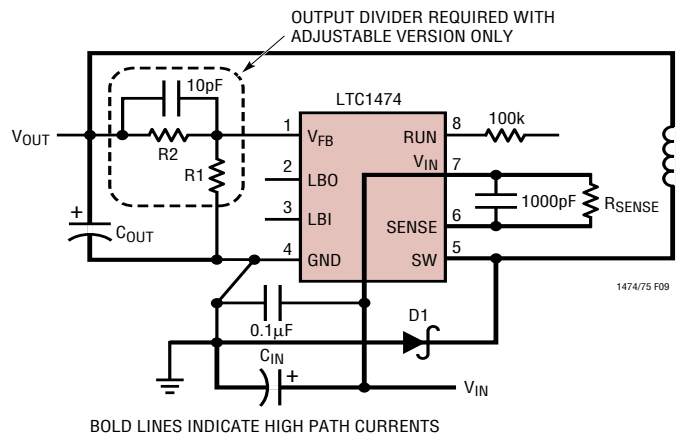 OUTPUT DIVIDER REQUIRED WITH
ADJUSTABLE VERSION ONLY
10pF
LTC1474
VOUT
R2
R1
1
VFB
RUN
8
100k
2
LBO
VIN
7
3
LBI
1000pF
RSENSE
SENSE
6
+
COUT
4
GND
SW
5
1474/75 F09
0.1µF
D1
CIN
+
VIN
BOLD LINES INDICATE HIGH PATH CURRENTS